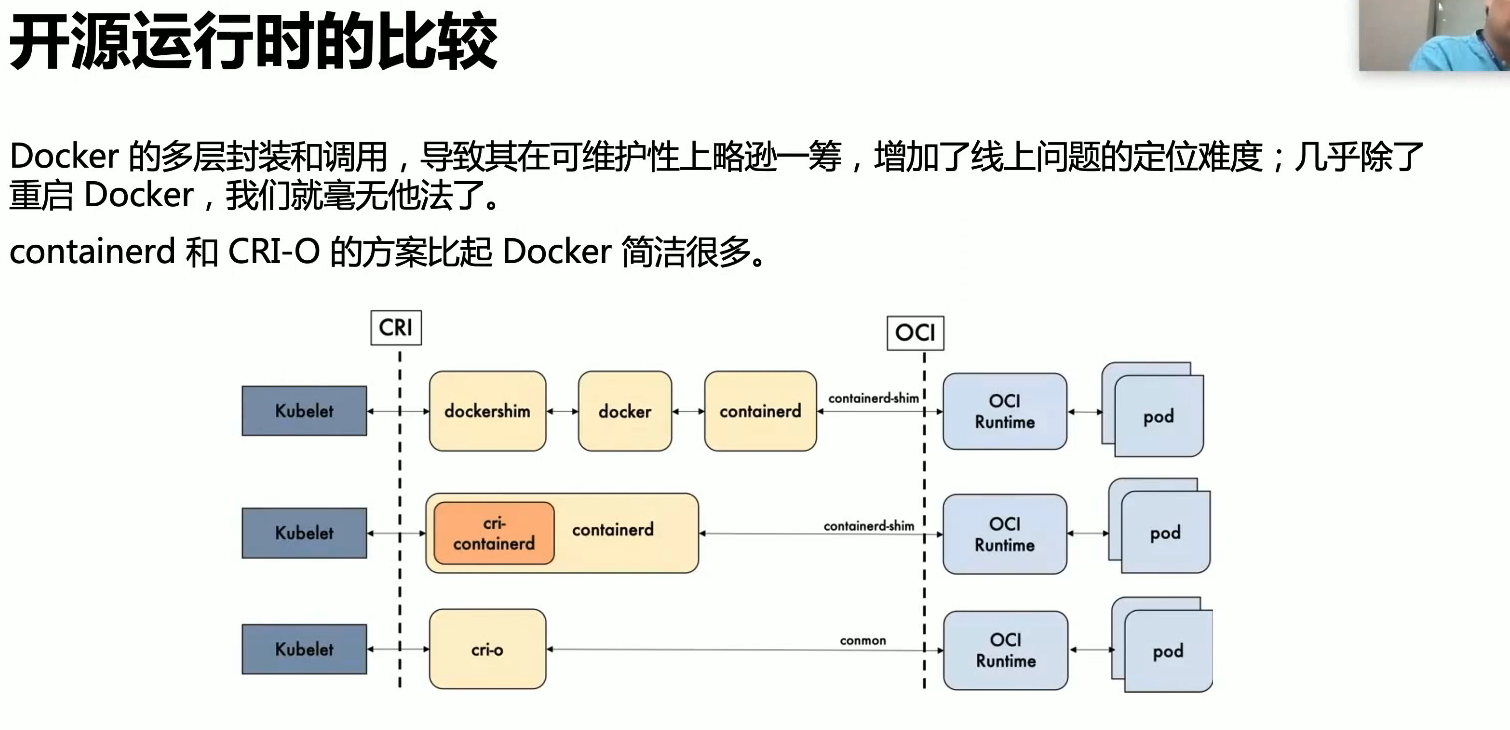 开源运行时的比较
Docker 的多层封装和调用，导致其在可维护性上略逊一筹，增加了线上问题的定位难度；几乎除了
重启 Docker，我们就毫无他法了。
containerd 和 CRI-O 的方案比起 Docker 简洁很多。
CRI
OCI
Kubelet
dockershim
docker
containerd
containerd-shim
OCI
Runtime
pod
Kubelet
cri-
containerd
containerd
containerd-shim
OCI
Runtime
pod
Kubelet
cri-o
conmon
OCI
Runtime
pod